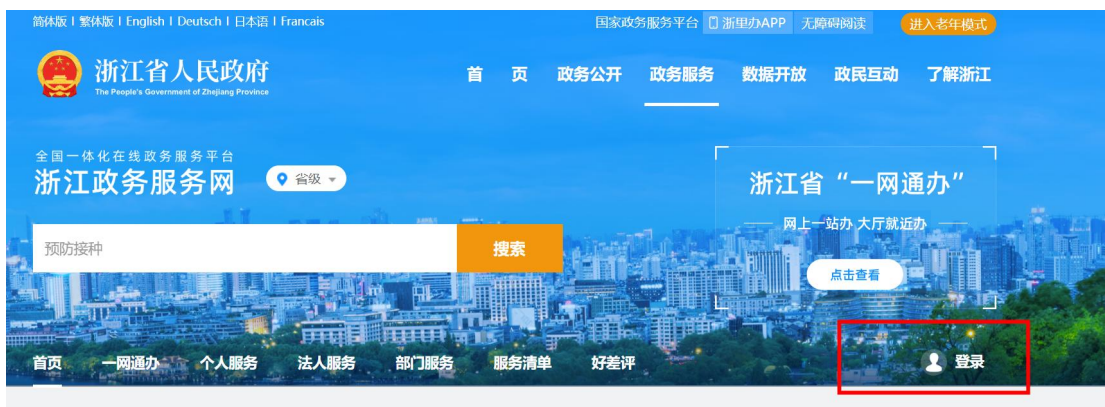 简体版 | 繁体版 | English | Deutsch | 日本语 | Francais 国家政务服务平台 浙里办APP 无障碍阅读 进入老年模式
浙江省人民政府
The People's Government of Zhejiang Province
首 页 政务公开 政务服务 数据开放 政民互动 了解浙江
全国一体化在线政务服务平台
浙江政务服务网 省级
浙江省“一网通办”
网上一站办 大厅就近办
预防接种 搜索
点击查看
首页 一网通办 个人服务 法人服务 部门服务 服务清单 好差评 登录